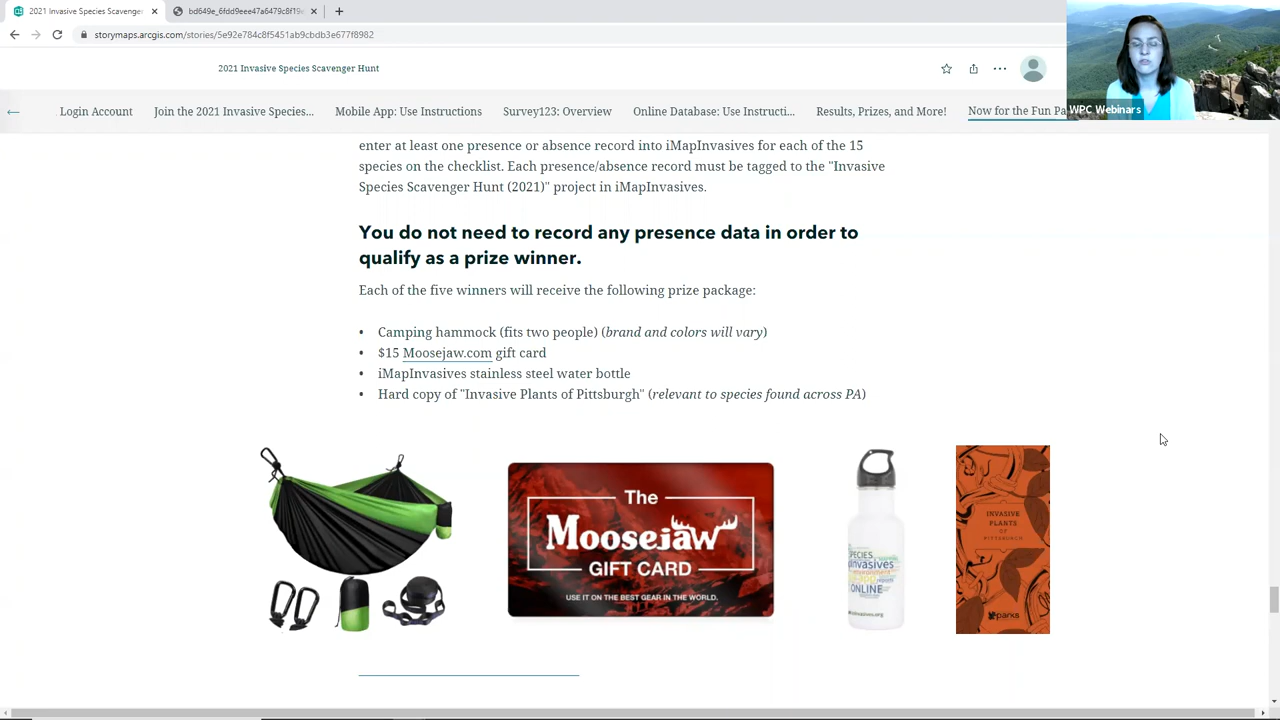 2021 Invasive Species Scavenger
bd649e_6fdd9eee47a6479c8f19e
storymaps.arcgis.com/stories/5e92e784c8f5451ab9cbdb3e677f8982
2021 Invasive Species Scavenger Hunt
WPC Webinars
Login Account
Join the 2021 Invasive Species...
Mobile App: Use Instructions
Survey123: Overview
Online Database: Use Instructi...
Results, Prizes, and More!
Now for the Fun Pa
enter at least one presence or absence record into iMapInvasives for each of the 15
species on the checklist. Each presence/absence record must be tagged to the "Invasive
Species Scavenger Hunt (2021)" project in iMapInvasives.
You do not need to record any presence data in order to
qualify as a prize winner.
Each of the five winners will receive the following prize package:
• Camping hammock (fits two people) (brand and colors will vary)
• $15 Moosejaw.com gift card
• iMapInvasives stainless steel water bottle
• Hard copy of "Invasive Plants of Pittsburgh" (relevant to species found across PA)
The
Moosejaw
GIFT CARD
USE IT ON THE BEST GEAR IN THE WORLD.
SPECIES
invasives
ONLINE
INVASIVE
PLANTS
OF
PITTSBURGH
parks